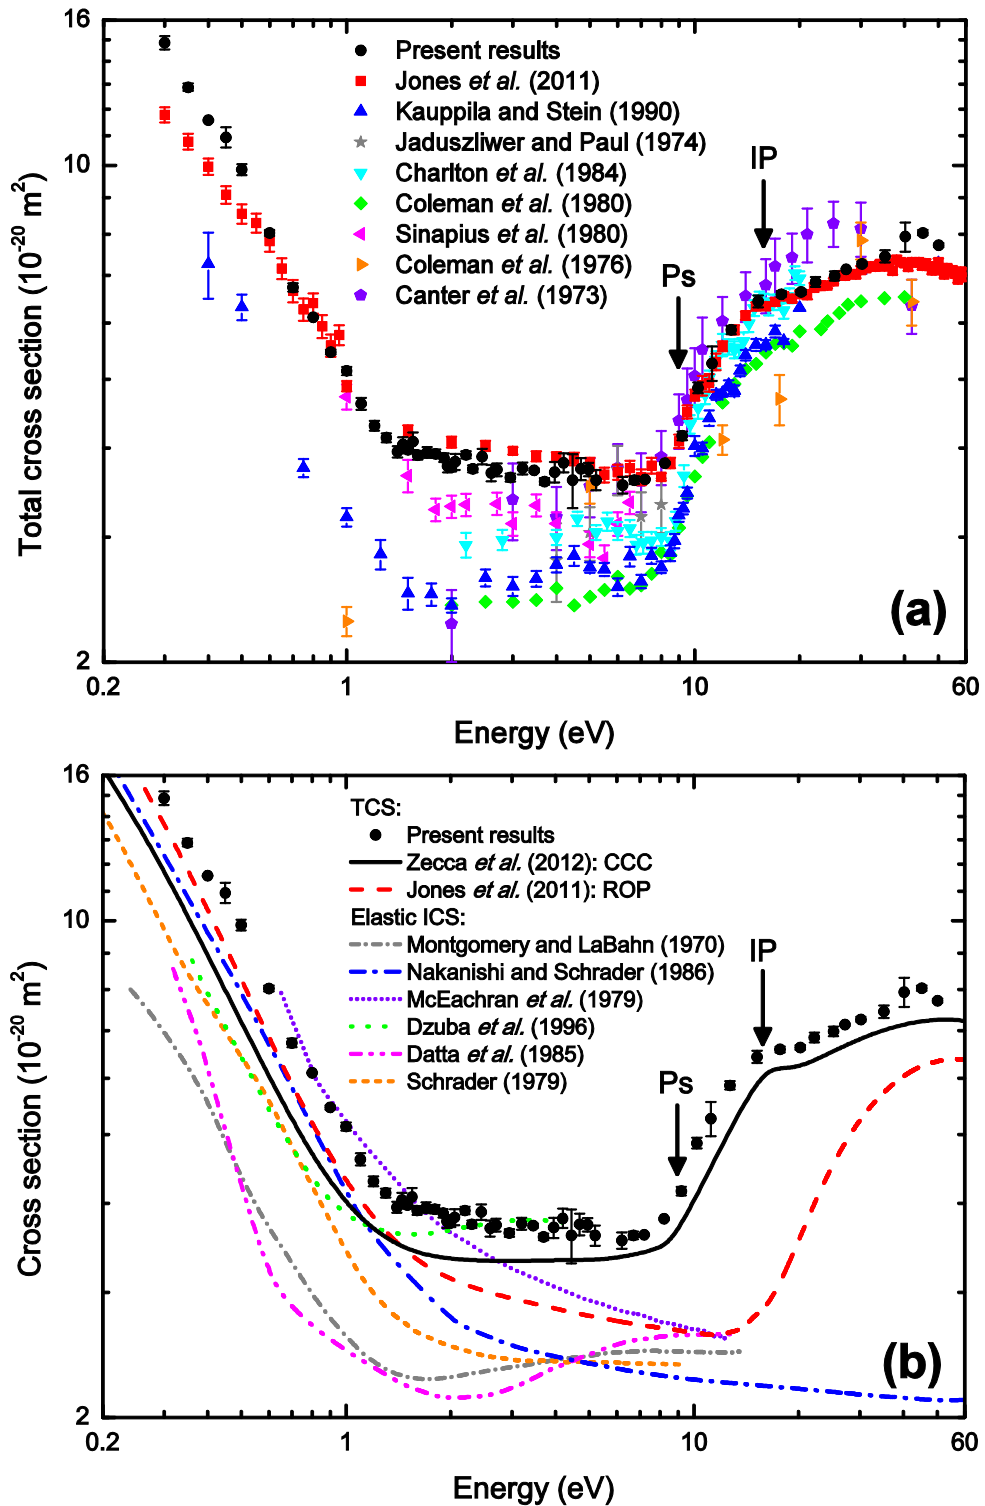 16
Present results
Jones et al. (2011)
Kauppila and Stein (1990)
Jaduszliwer and Paul (1974)
Charlton et al. (1984)
Coleman et al. (1980)
Sinapius et al. (1980)
Coleman et al. (1976)
Canter et al. (1973)
IP
10
Ps
Total cross section (10⁻²⁰ m²)
(a)
2
0.2 1 10 60
Energy (eV)
16
TCS:
Present results
Zecca et al. (2012): CCC
Jones et al. (2011): ROP
Elastic ICS:
Montgomery and LaBahn (1970)
Nakanishi and Schrader (1986)
McEachran et al. (1979)
Dzuba et al. (1996)
Datta et al. (1985)
Schrader (1979)
IP
10
Ps
Cross section (10⁻²⁰ m²)
(b)
2
0.2 1 10 60
Energy (eV)